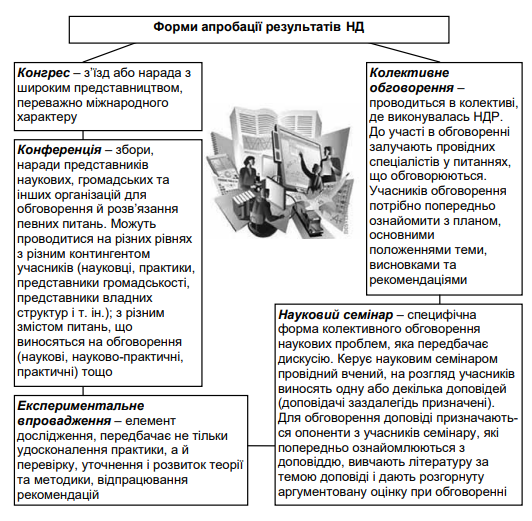 Форми апробації результатів НД
Конгрес – з’їзд або нарада з
широким представництвом,
переважно міжнародного
характеру
Конференція – збори,
наради представників
наукових, громадських та
інших організацій для
обговорення й розв’язання
певних питань. Можуть
проводитися на різних рівнях
з різним контингентом
учасників (науковці, практики,
представники громадськості,
представники владних
структур і т. ін.); з різним
змістом питань, що
виносяться на обговорення
(наукові, науково-практичні,
практичні) тощо
Експериментальне
впровадження – елемент
дослідження, передбачає не тільки
удосконалення практики, а й
перевірку, уточнення і розвиток теорії
та методики, відпрацювання
рекомендацій
Колективне
обговорення –
проводиться в колективі,
де виконувалась НДР.
До участі в обговоренні
залучають провідних
спеціалістів у питаннях,
що обговорюються.
Учасників обговорення
потрібно попередньо
ознайомити з планом,
основними
положеннями теми,
висновками та
рекомендаціями
Науковий семінар – специфічна
форма колективного обговорення
наукових проблем, яка передбачає
дискусію. Керує науковим семінаром
провідний вчений, на розгляд учасників
виносять одну або декілька доповідей
(доповідачі заздалегідь призначені).
Для обговорення доповіді призначають-
ся опоненти з учасників семінару, які
попередньо ознайомлюються з
доповіддю, вивчають літературу за
темою доповіді і дають розгорнуту
аргументовану оцінку при обговоренні